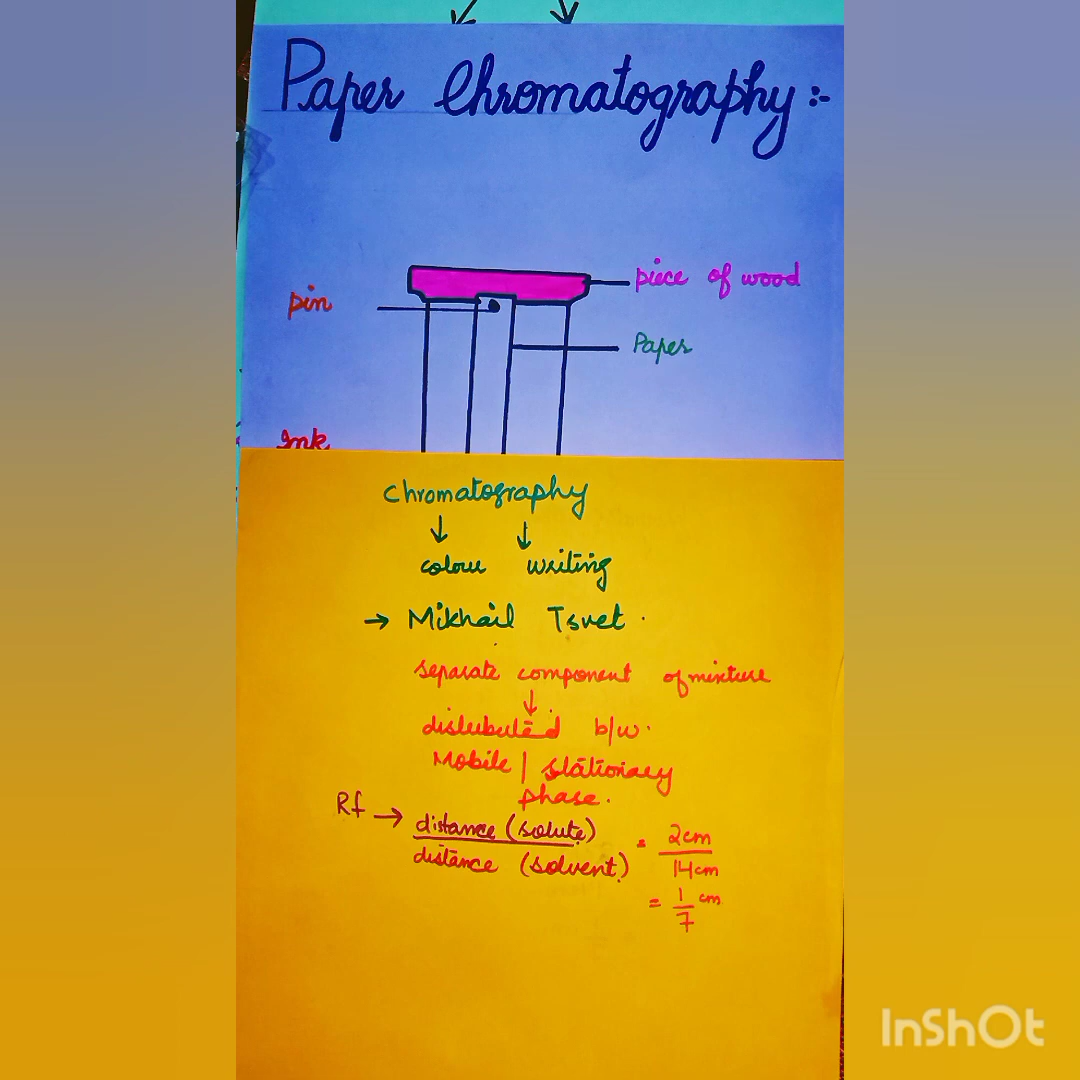 Paper Chromatography :-
piece of wood
pin
Paper
Ink
Chromatography
colour writing
→ Mikhail Tsvet.
separate component of mixture
distubuted b/w.
Mobile | stationary
phase.
Rf → distance (solute) = 2cm
distance (solvent) 14cm
= 1 cm
7
InShOt